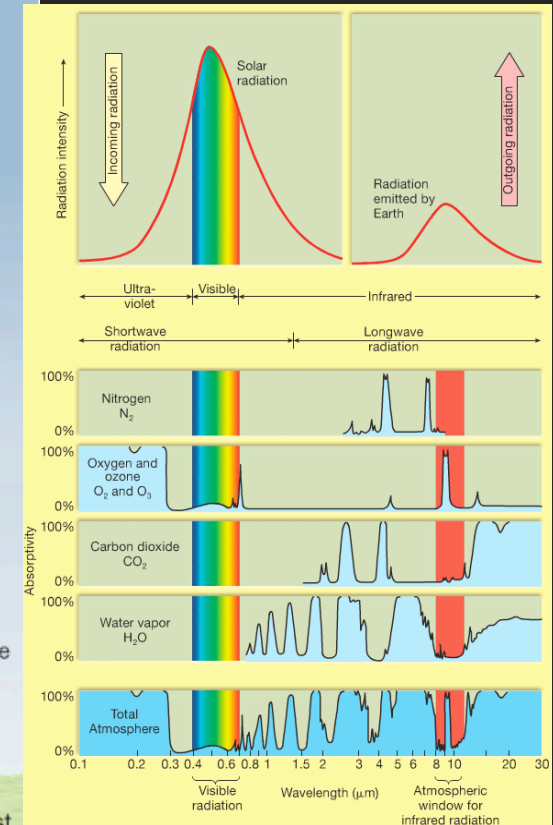 Radiation intensity
Incoming radiation
Solar
radiation
Radiation
emitted by
Earth
Outgoing radiation
Ultra-
violet
Visible
Infrared
Shortwave
radiation
Longwave
radiation
Absorptivity
100%
Nitrogen
N₂
0%
100%
Oxygen and
ozone
O₂ and O₃
0%
100%
Carbon dioxide
CO₂
0%
100%
Water vapor
H₂O
0%
100%
Total
Atmosphere
0%
0.1 0.2 0.3 0.4 0.6 0.8 1 1.5 2 3 4 5 6 8 10 20 30
Visible
radiation
Wavelength (μm)
Atmospheric
window for
infrared radiation
e
st